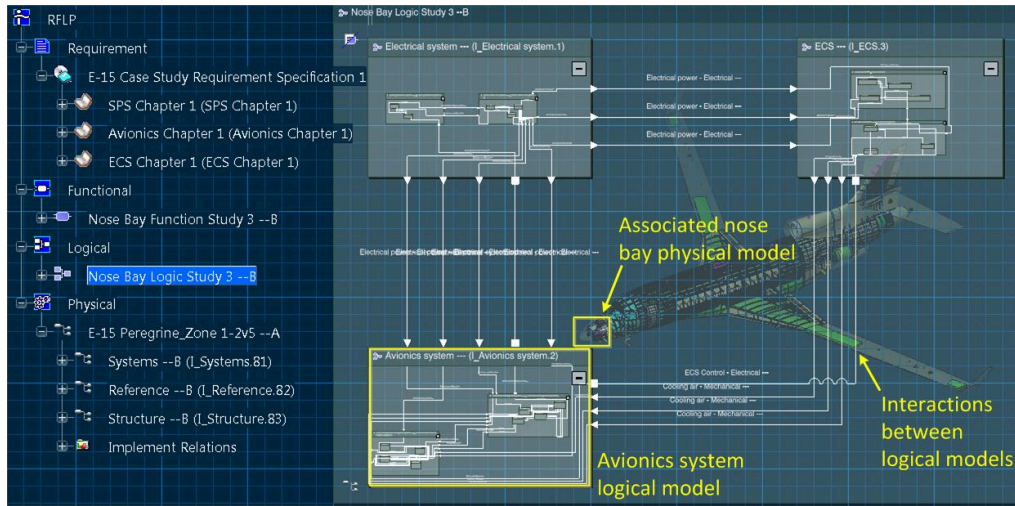 RFLP
Requirement
E-15 Case Study Requirement Specification 1
SPS Chapter 1 (SPS Chapter 1)
Avionics Chapter 1 (Avionics Chapter 1)
ECS Chapter 1 (ECS Chapter 1)
Functional
Nose Bay Function Study 3 --B
Logical
Nose Bay Logic Study 3 --B
Physical
E-15 Peregrine_Zone 1-2v5 --A
Systems --B (I_Systems.81)
Reference --B (I_Reference.82)
Structure --B (I_Structure.83)
Implement Relations
Nose Bay Logic Study 3 --B
Electrical system --- (I_Electrical system.1)
ECS --- (I_ECS.3)
Electrical power - Electrical ---
Electrical power - Electrical ---
Electrical power - Electrical ---
Associated nose
bay physical model
Avionics system --- (I_Avionics system.2)
ECS Control - Electrical ---
Cooling air - Mechanical ---
Cooling air - Mechanical ---
Cooling air - Mechanical ---
Interactions
between
logical models
Avionics system
logical model